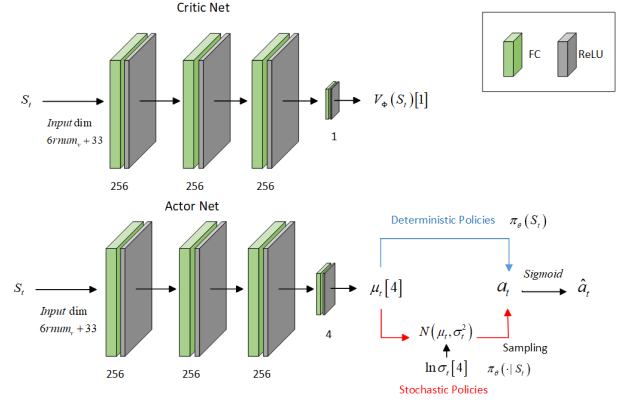 Critic Net
FC
ReLU
S_t
Input dim
6rnum_v + 33
256
256
256
1
V_Φ(S_t)[1]
Actor Net
S_t
Input dim
6rnum_v + 33
256
256
256
4
Deterministic Policies π_θ(S_t)
μ_t[4]
a_t
Sigmoid
â_t
N(μ_t, σ_t^2)
Sampling
ln σ_t[4]
π_θ(· | S_t)
Stochastic Policies